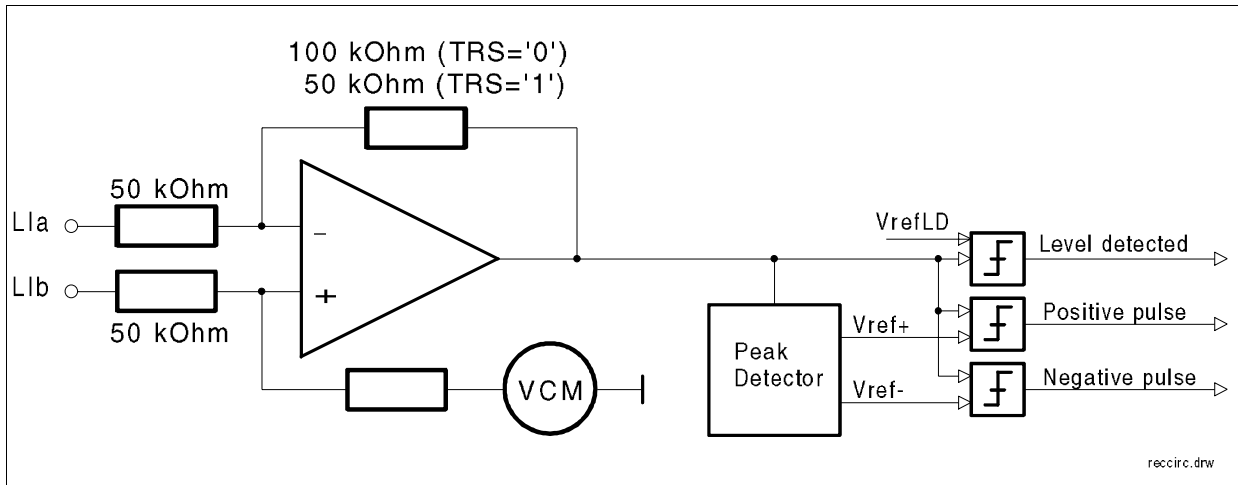 100 kOhm (TRS='0')
50 kOhm (TRS='1')
50 kOhm
LIa
-
LIb
+
50 kOhm
VCM
VrefLD
Level detected
Vref+
Positive pulse
Peak
Detector
Vref-
Negative pulse
reccirc.drw